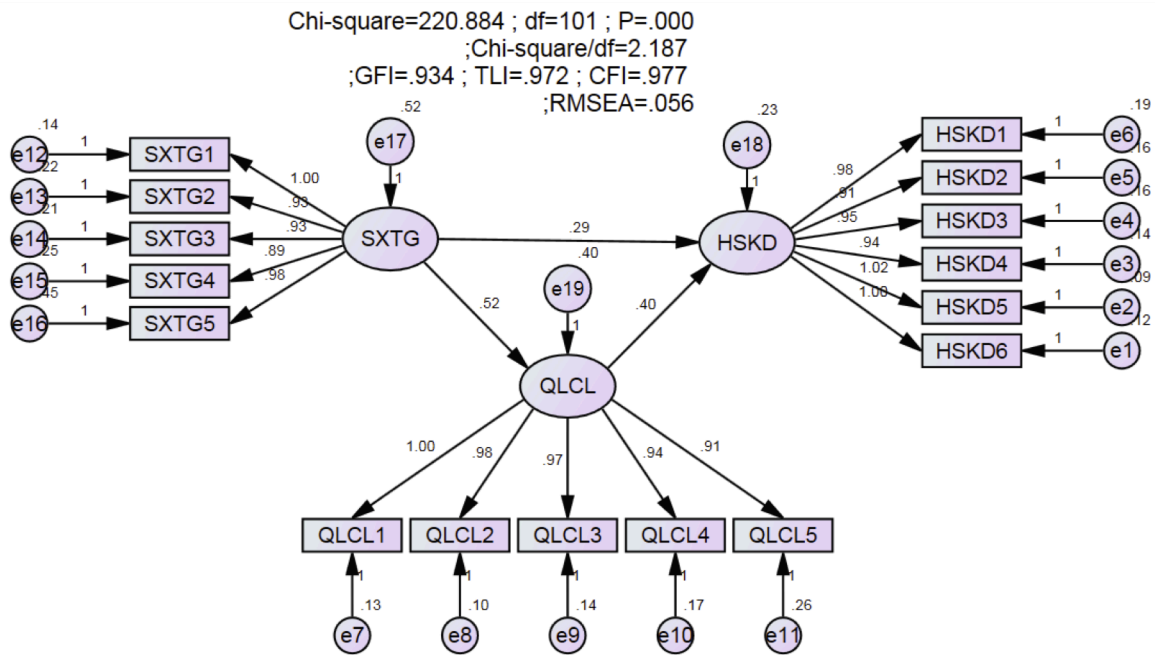 Chi-square=220.884 ; df=101 ; P=.000
;Chi-square/df=2.187
;GFI=.934 ; TLI=.972 ; CFI=.977
;RMSEA=.056
.14
e12
1
SXTG1
.22
e13
1
SXTG2
.21
e14
1
SXTG3
.25
e15
1
SXTG4
.45
e16
1
SXTG5
1.00
.93
.93
.89
.98
.52
e17
1
SXTG
.29
.52
.40
e19
1
.40
QLCL
.23
e18
1
HSKD
.98
.91
.95
.94
1.02
1.00
HSKD1
1
.19
e6
HSKD2
1
.16
e5
HSKD3
1
.16
e4
HSKD4
1
.14
e3
HSKD5
1
.09
e2
HSKD6
1
.12
e1
1.00
.98
.97
.94
.91
QLCL1
QLCL2
QLCL3
QLCL4
QLCL5
1
1
1
1
1
.13
.10
.14
.17
.26
e7
e8
e9
e10
e11